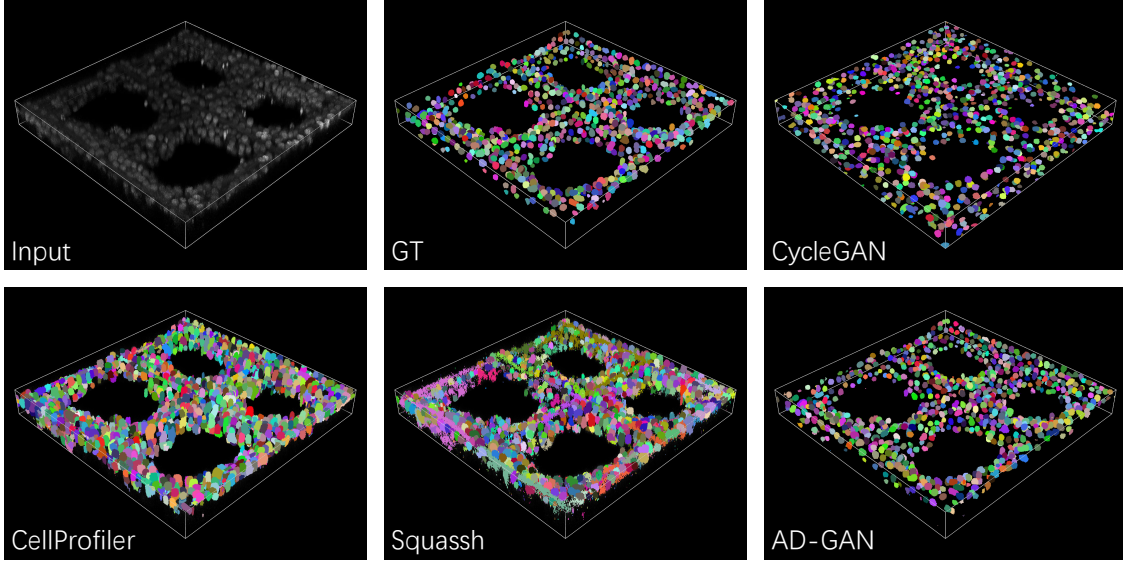 Input
GT
CycleGAN
CellProfiler
Squassh
AD-GAN